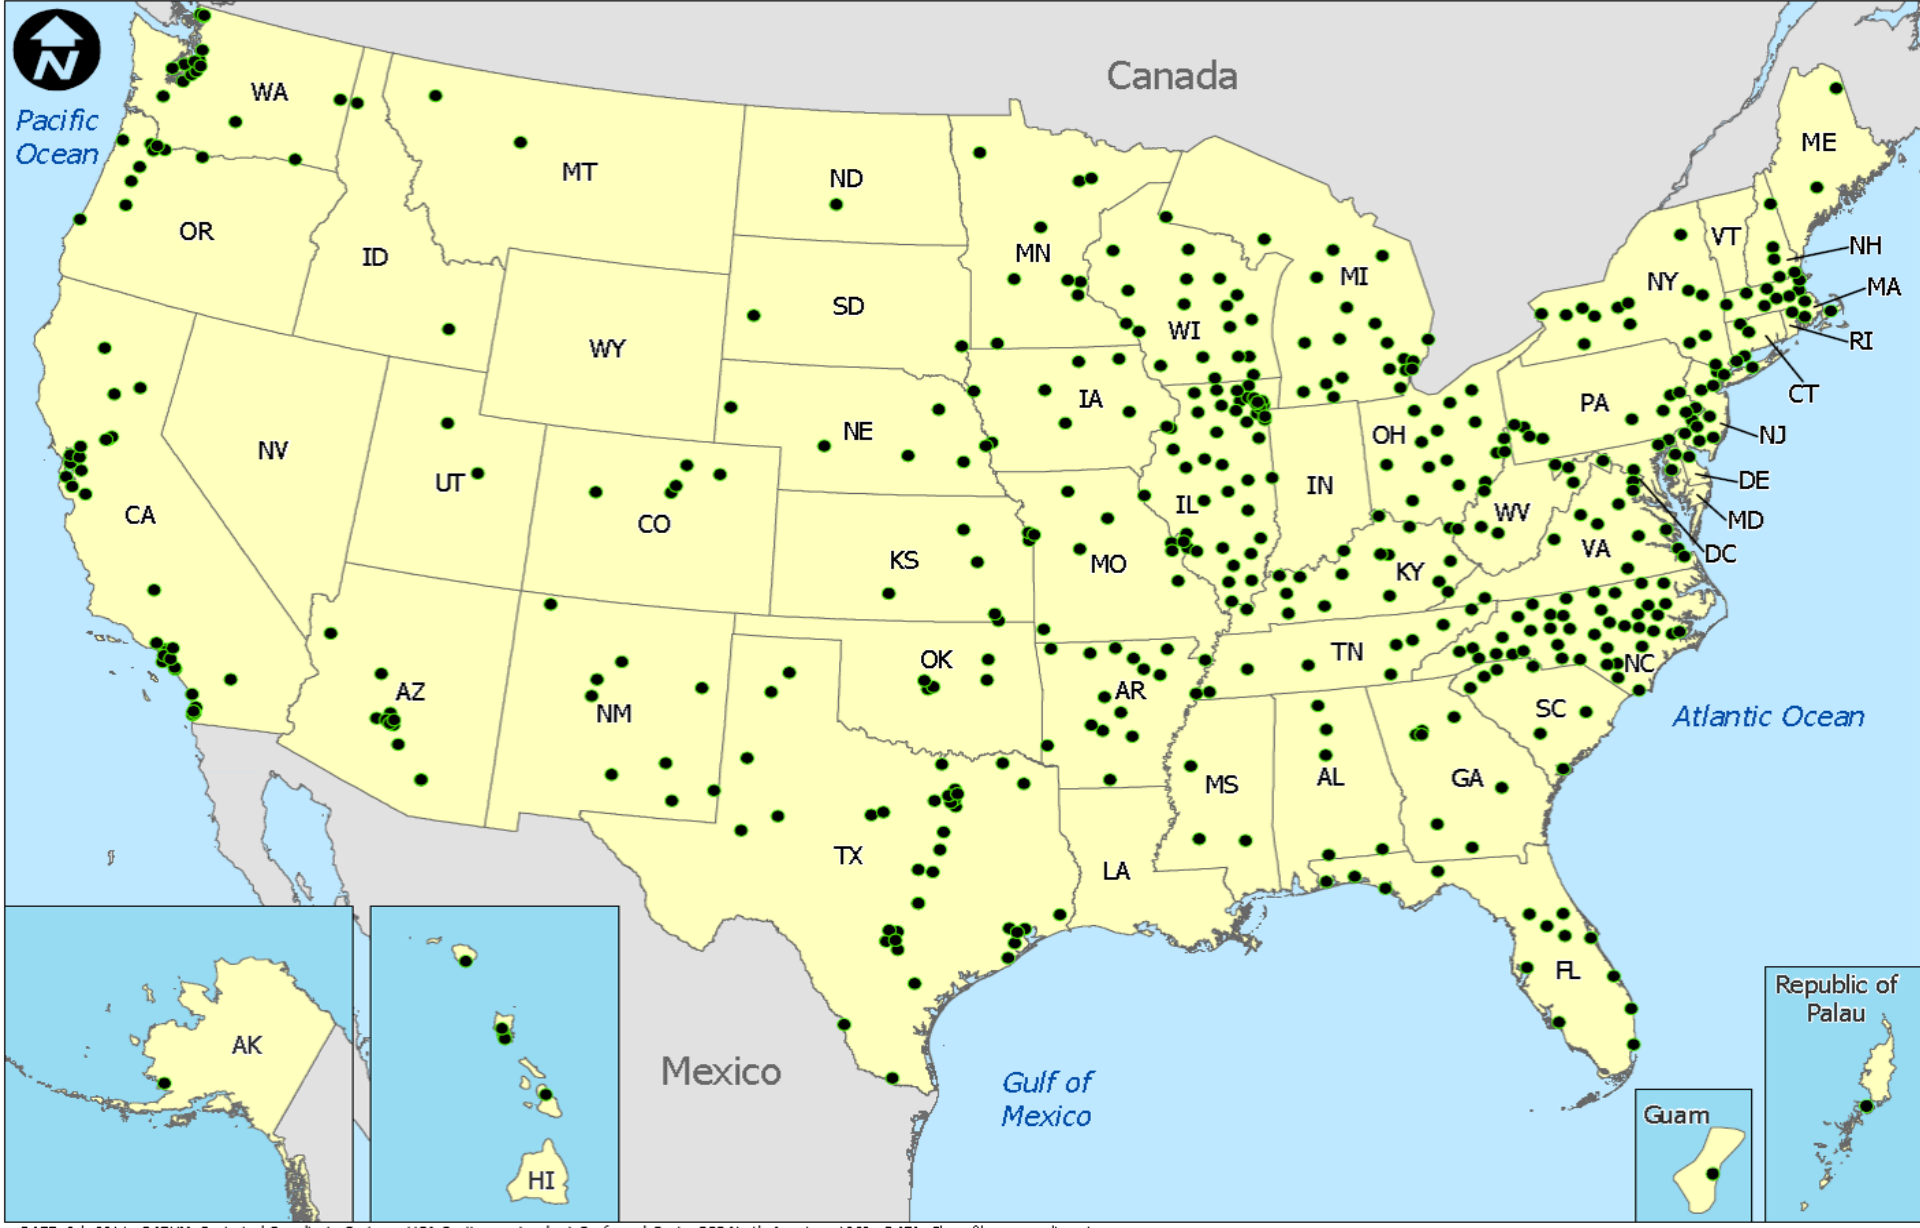 N
Canada
Pacific
Ocean
WA
MT
ND
MN
ME
OR
ID
SD
WI
MI
NY
VT
NH
MA
RI
CT
WY
NE
IA
PA
NJ
NV
UT
CO
IL
IN
OH
DE
MD
DC
CA
KS
MO
KY
WV
VA
AZ
NM
OK
AR
TN
NC
SC
Atlantic Ocean
TX
LA
MS
AL
GA
FL
AK
HI
Mexico
Gulf of
Mexico
Guam
Republic of
Palau